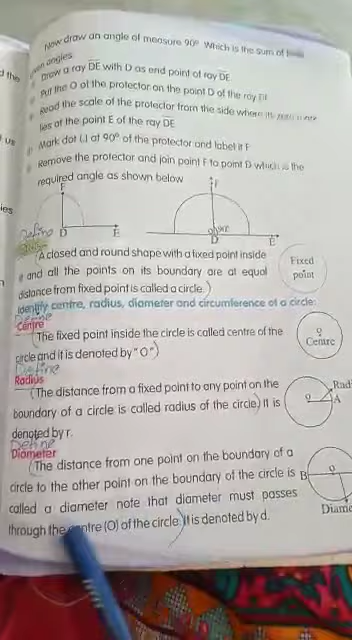 Now draw an angle of measure 90° Which is the sum of
angles.
Draw a ray DE with D as end point of ray DE
Put the O of the protector on the point D of the ray DE
Read the scale of the protector from the side where its zero
lies at the point E of the ray DE
Mark dot (.) at 90° of the protector and label it F
Remove the protector and join point F to point D which is the
required angle as shown below
F
F
D
E
90°
D
E
Define
(A closed and round shape with a fixed point inside
it and all the points on its boundary are at equal
distance from fixed point is called a circle.)
Fixed
point
Identify centre, radius, diameter and circumference of a circle:
Define
Centre
(The fixed point inside the circle is called centre of the
circle and it is denoted by "O")
O
Centre
Define
Radius
(The distance from a fixed point to any point on the
boundary of a circle is called radius of the circle) It is
denoted by r.
Rad
O
A
Define
Diameter
(The distance from one point on the boundary of a
circle to the other point on the boundary of the circle is
called a diameter note that diameter must passes
through the centre (O) of the circle.) It is denoted by d.
B
O
Diame